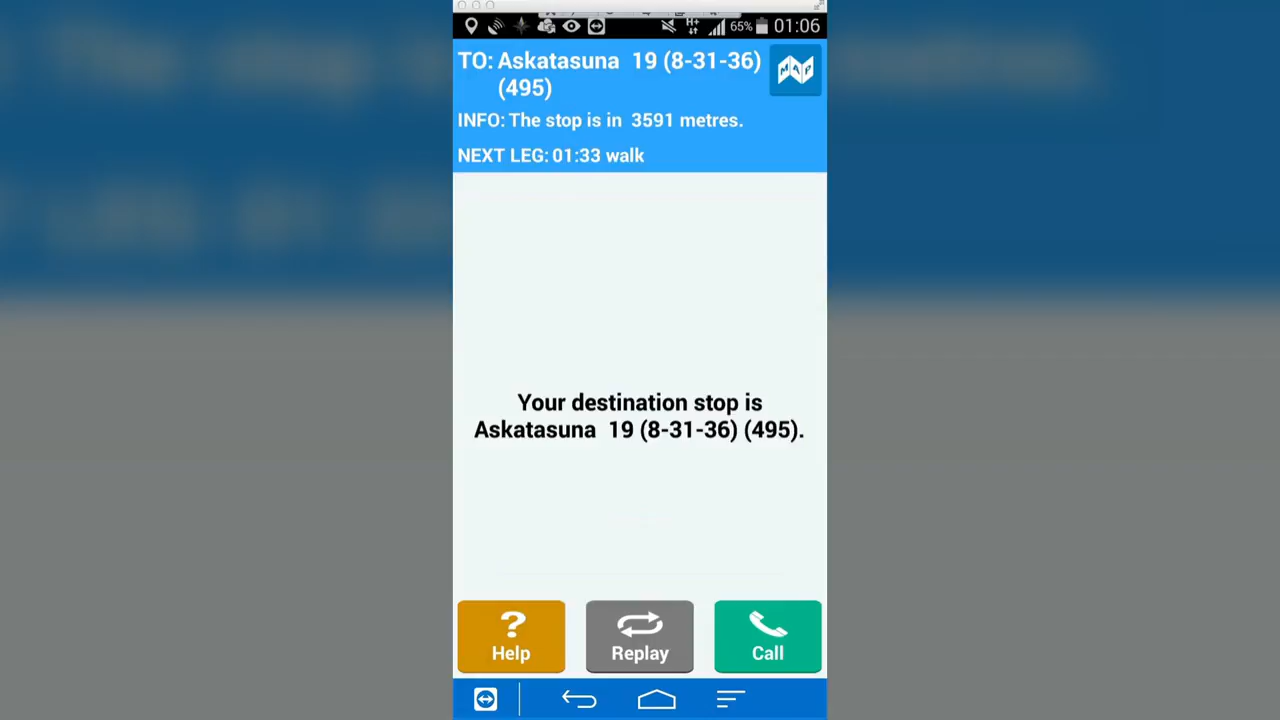 65% 01:06
TO: Askatasuna 19 (8-31-36)
(495)
MAP
INFO: The stop is in 3591 metres.
NEXT LEG: 01:33 walk
Your destination stop is
Askatasuna 19 (8-31-36) (495).
? Help
Replay
Call